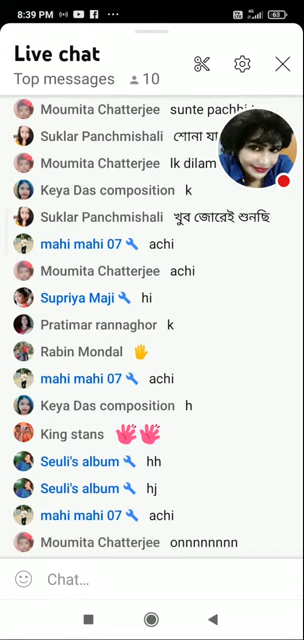 8:39 PM
63
Live chat
Top messages 10
Moumita Chatterjee sunte pachhi
Suklar Panchmishali শোনা যা
Moumita Chatterjee lk dilam
Keya Das composition k
Suklar Panchmishali খুব জোরেই শুনছি
mahi mahi 07 achi
Moumita Chatterjee achi
Supriya Maji hi
Pratimar rannaghor k
Rabin Mondal 🖐
mahi mahi 07 achi
Keya Das composition h
King stans 👋👋
Seuli's album hh
Seuli's album hj
mahi mahi 07 achi
Moumita Chatterjee onnnnnnnn
Chat...